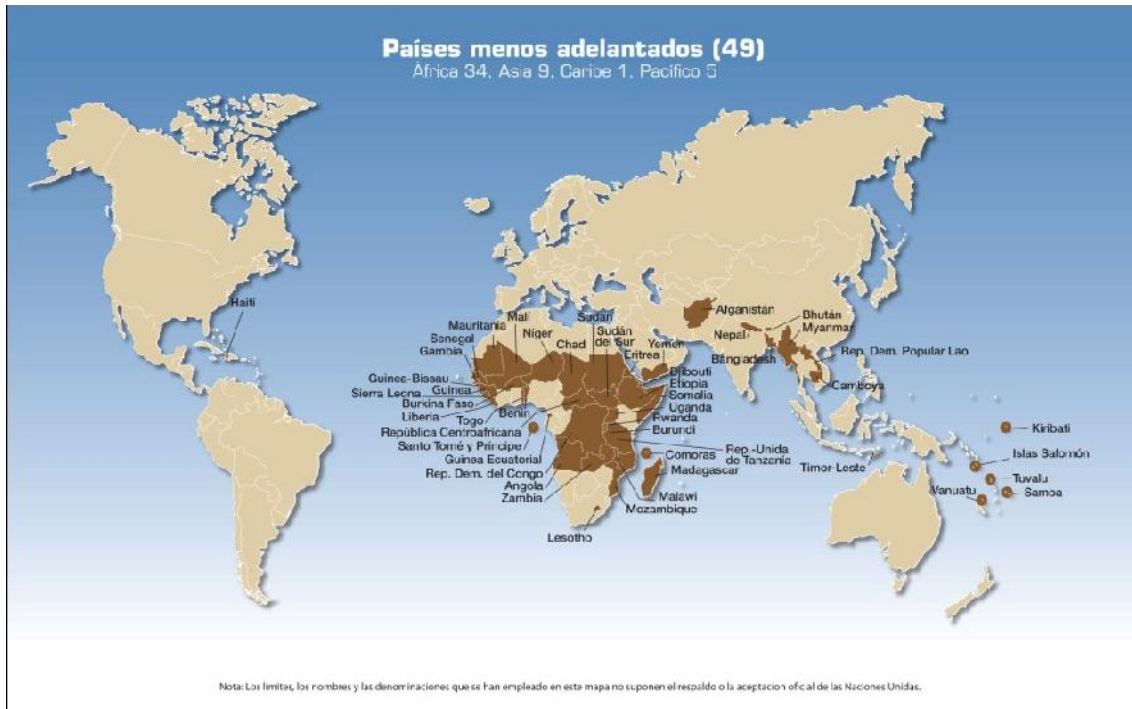 Países menos adelantados (49)
África 34, Asia 9, Caribe 1, Pacífico 5
Haití
Mauritania
Senegal
Gambia
Malí
Níger
Chad
Sudán
Sudán
del Sur
Eritrea
Yemen
Djibouti
Etiopia
Somalia
Uganda
Rwanda
Burundi
Guinea-Bissau
Guinea
Sierra Leona
Burkina Faso
Liberia
Togo
Benin
República Centroafricana
Santo Tomé y Príncipe
Guinea Ecuatorial
Rep. Dem. del Congo
Angola
Zambia
Lesotho
Rep.-Unida
de Tanzanía
Comoras
Madagascar
Malawi
Mozambique
Afganistán
Nepal
Bhután
Myanmar
Bangladesh
Rep. Dem. Popular Lao
Camboya
Timor-Leste
Kiribati
Islas Salomón
Tuvalu
Vanuatu
Samoa
Nota: Los límites, los nombres y las denominaciones que se han empleado en este mapa no suponen el respaldo o la aceptacion oficial de las Naciones Unidas.